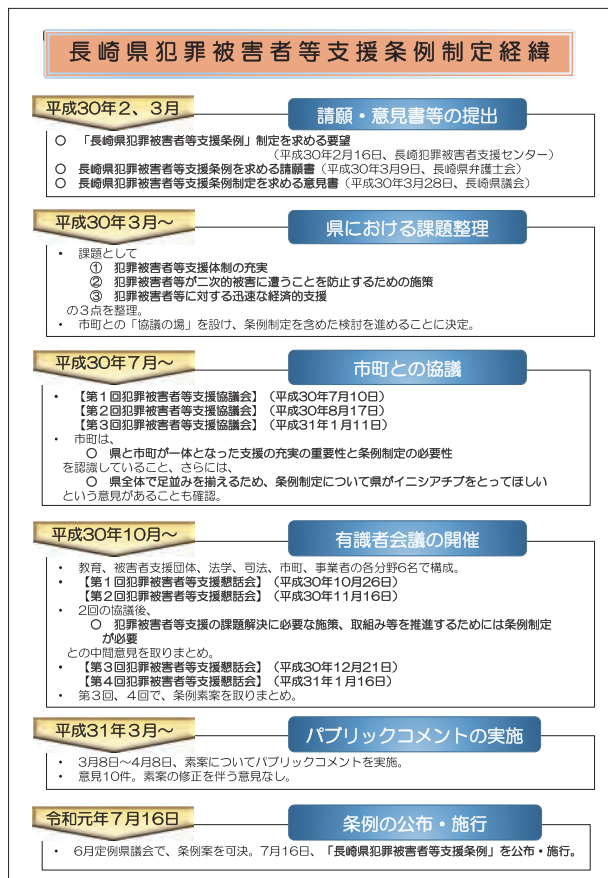 長崎県犯罪被害者等支援条例制定経緯
平成30年2、3月
請願・意見書等の提出
○ 「長崎県犯罪被害者等支援条例」制定を求める要望
(平成30年2月16日、長崎犯罪被害者支援センター)
○ 長崎県犯罪被害者等支援条例を求める請願書(平成30年3月9日、長崎県弁護士会)
○ 長崎県犯罪被害者等支援条例制定を求める意見書(平成30年3月28日、長崎県議会)
平成30年3月～
県における課題整理
・ 課題として
① 犯罪被害者等支援体制の充実
② 犯罪被害者等が二次的被害に遭うことを防止するための施策
③ 犯罪被害者等に対する迅速な経済的支援
の3点を整理。
・ 市町との「協議の場」を設け、条例制定を含めた検討を進めることに決定。
平成30年7月～
市町との協議
・ 【第1回犯罪被害者等支援協議会】(平成30年7月10日)
【第2回犯罪被害者等支援協議会】(平成30年8月17日)
【第3回犯罪被害者等支援協議会】(平成31年1月11日)
・ 市町は、
○ 県と市町が一体となった支援の充実の重要性と条例制定の必要性
を認識していること、さらには、
○ 県全体で足並みを揃えるため、条例制定について県がイニシアチブをとってほしい
という意見があることも確認。
平成30年10月～
有識者会議の開催
・ 教育、被害者支援団体、法学、司法、市町、事業者の各分野6名で構成。
・ 【第1回犯罪被害者等支援懇話会】(平成30年10月26日)
【第2回犯罪被害者等支援懇話会】(平成30年11月16日)
・ 2回の協議後、
○ 犯罪被害者等支援の課題解決に必要な施策、取組み等を推進するためには条例制定
が必要
との中間意見を取りまとめ。
・ 【第3回犯罪被害者等支援懇話会】(平成30年12月21日)
【第4回犯罪被害者等支援懇話会】(平成31年1月16日)
・ 第3回、4回で、条例素案を取りまとめ。
平成31年3月～
パブリックコメントの実施
・ 3月8日～4月8日、素案についてパブリックコメントを実施。
・ 意見10件。素案の修正を伴う意見なし。
令和元年7月16日
条例の公布・施行
・ 6月定例県議会で、条例案を可決。7月16日、「長崎県犯罪被害者等支援条例」を公布・施行。